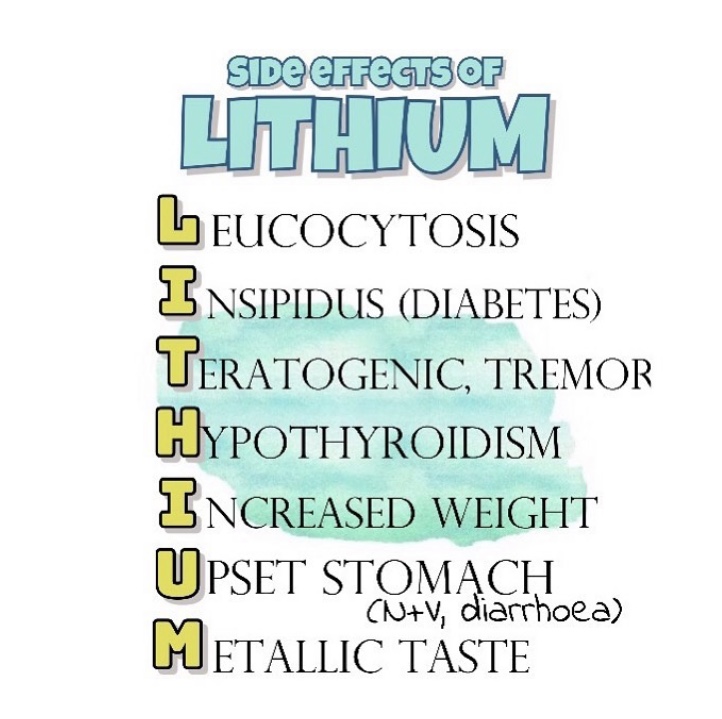 SIDE EFFECTS OF
LITHIUM
LEUCOCYTOSIS
INSIPIDUS (DIABETES)
TERATOGENIC, TREMOR
HYPOTHYROIDISM
INCREASED WEIGHT
UPSET STOMACH
(N+V, diarrhoea)
METALLIC TASTE